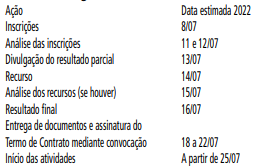 Ação Data estimada 2022
Inscrições 8/07
Análise das inscrições 11 e 12/07
Divulgação do resultado parcial 13/07
Recurso 14/07
Análise dos recursos (se houver) 15/07
Resultado final 16/07
Entrega de documentos e assinatura do
Termo de Contrato mediante convocação 18 a 22/07
Início das atividades A partir de 25/07